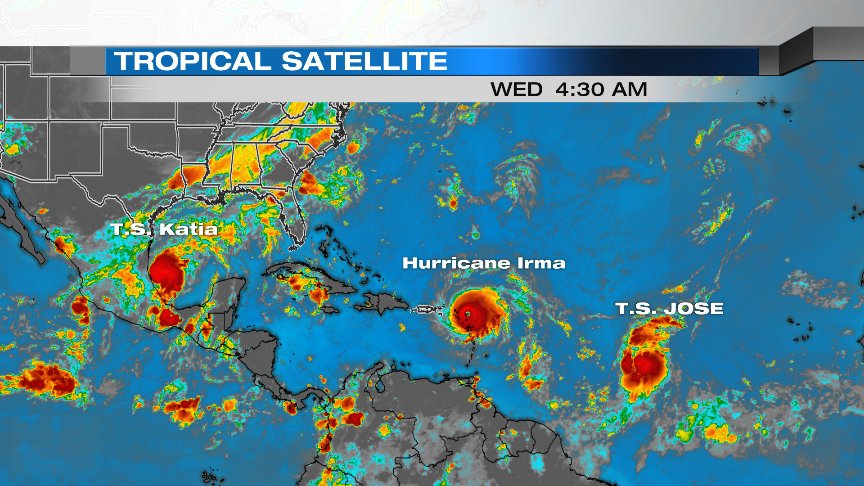 TROPICAL SATELLITE
WED 4:30 AM
T.S. Katia
Hurricane Irma
T.S. JOSE